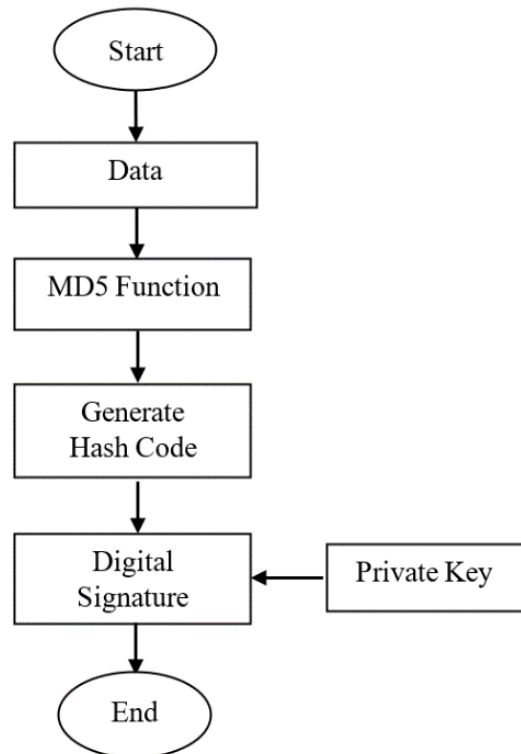 Start
Data
MD5 Function
Generate
Hash Code
Digital
Signature
Private Key
End